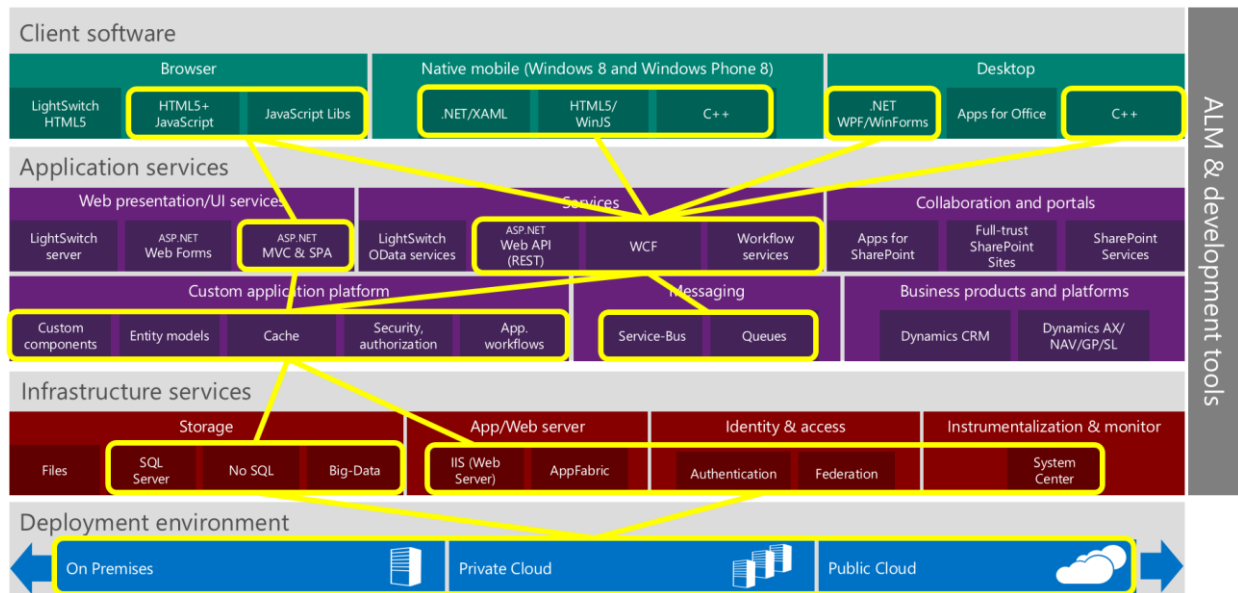 Client software
Browser
Native mobile (Windows 8 and Windows Phone 8)
Desktop
LightSwitch
HTML5
HTML5+
JavaScript
JavaScript Libs
.NET/XAML
HTML5/
WinJS
C++
.NET
WPF/WinForms
Apps for Office
C++
Application services
Web presentation/UI services
Services
Collaboration and portals
LightSwitch
server
ASP.NET
Web Forms
ASP.NET
MVC & SPA
LightSwitch
OData services
ASP.NET
Web API
(REST)
WCF
Workflow
services
Apps for
SharePoint
Full-trust
SharePoint
Sites
SharePoint
Services
Custom application platform
Messaging
Business products and platforms
Custom
components
Entity models
Cache
Security,
authorization
App.
workflows
Service-Bus
Queues
Dynamics CRM
Dynamics AX/
NAV/GP/SL
Infrastructure services
Storage
App/Web server
Identity & access
Instrumentalization & monitor
Files
SQL
Server
No SQL
Big-Data
IIS (Web
Server)
AppFabric
Authentication
Federation
System
Center
Deployment environment
On Premises
Private Cloud
Public Cloud
ALM & development tools